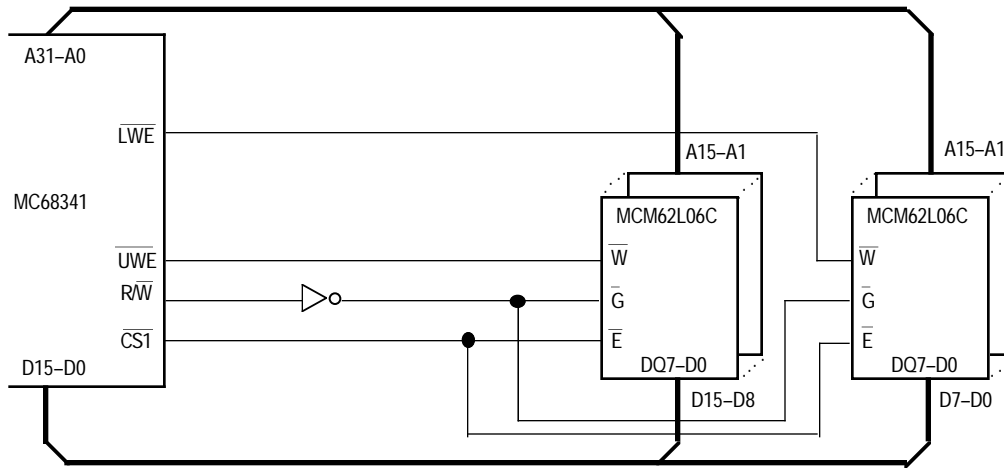 A31–A0
LWE
A15–A1
A15–A1
MC68341
MCM62L06C
MCM62L06C
UWE
W
W
R/W
G
G
CS1
E
E
D15–D0
DQ7–D0
DQ7–D0
D15–D8
D7–D0